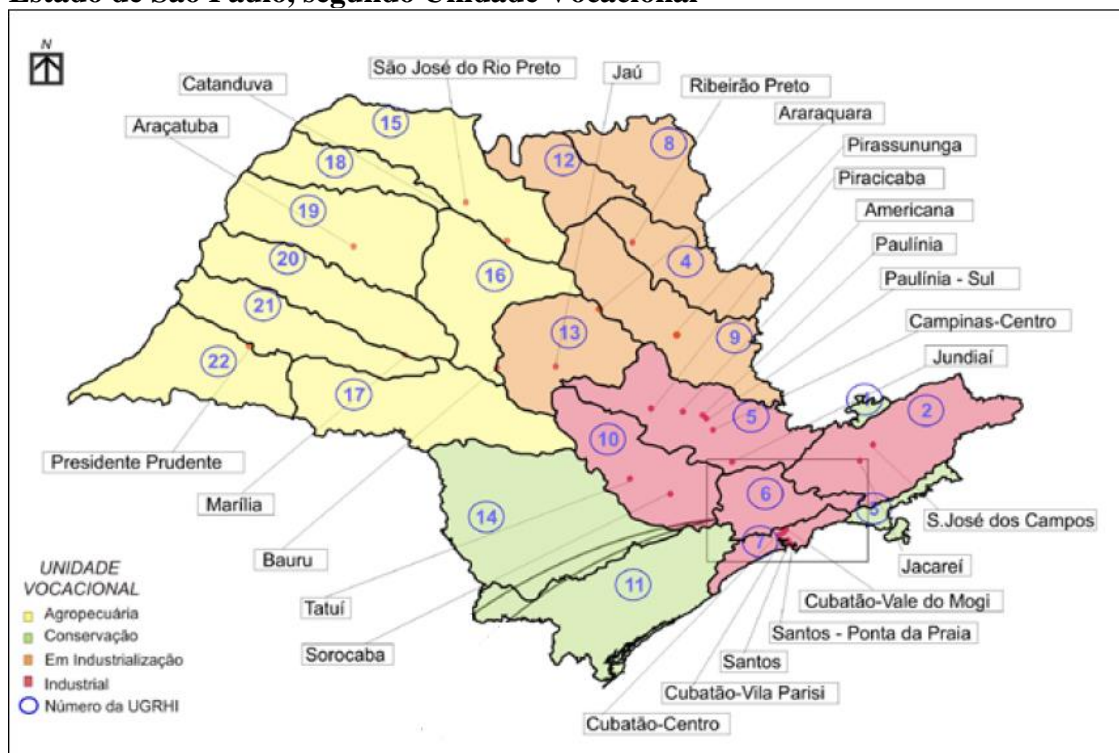 Estado de São Paulo, segundo Unidade Vocacional
N
São José do Rio Preto
Jaú
Ribeirão Preto
Catanduva
Araraquara
Araçatuba
Pirassununga
Piracicaba
Americana
Paulínia
Paulínia - Sul
Campinas-Centro
Jundiaí
15
8
12
18
19
4
20
16
21
13
9
22
17
5
2
10
6
14
7
11
Presidente Prudente
Marília
Bauru
Tatuí
Sorocaba
S.José dos Campos
Jacareí
Cubatão-Vale do Mogi
Santos - Ponta da Praia
Santos
Cubatão-Vila Parisi
Cubatão-Centro
UNIDADE
VOCACIONAL
Agropecuária
Conservação
Em Industrialização
Industrial
Número da UGRHI